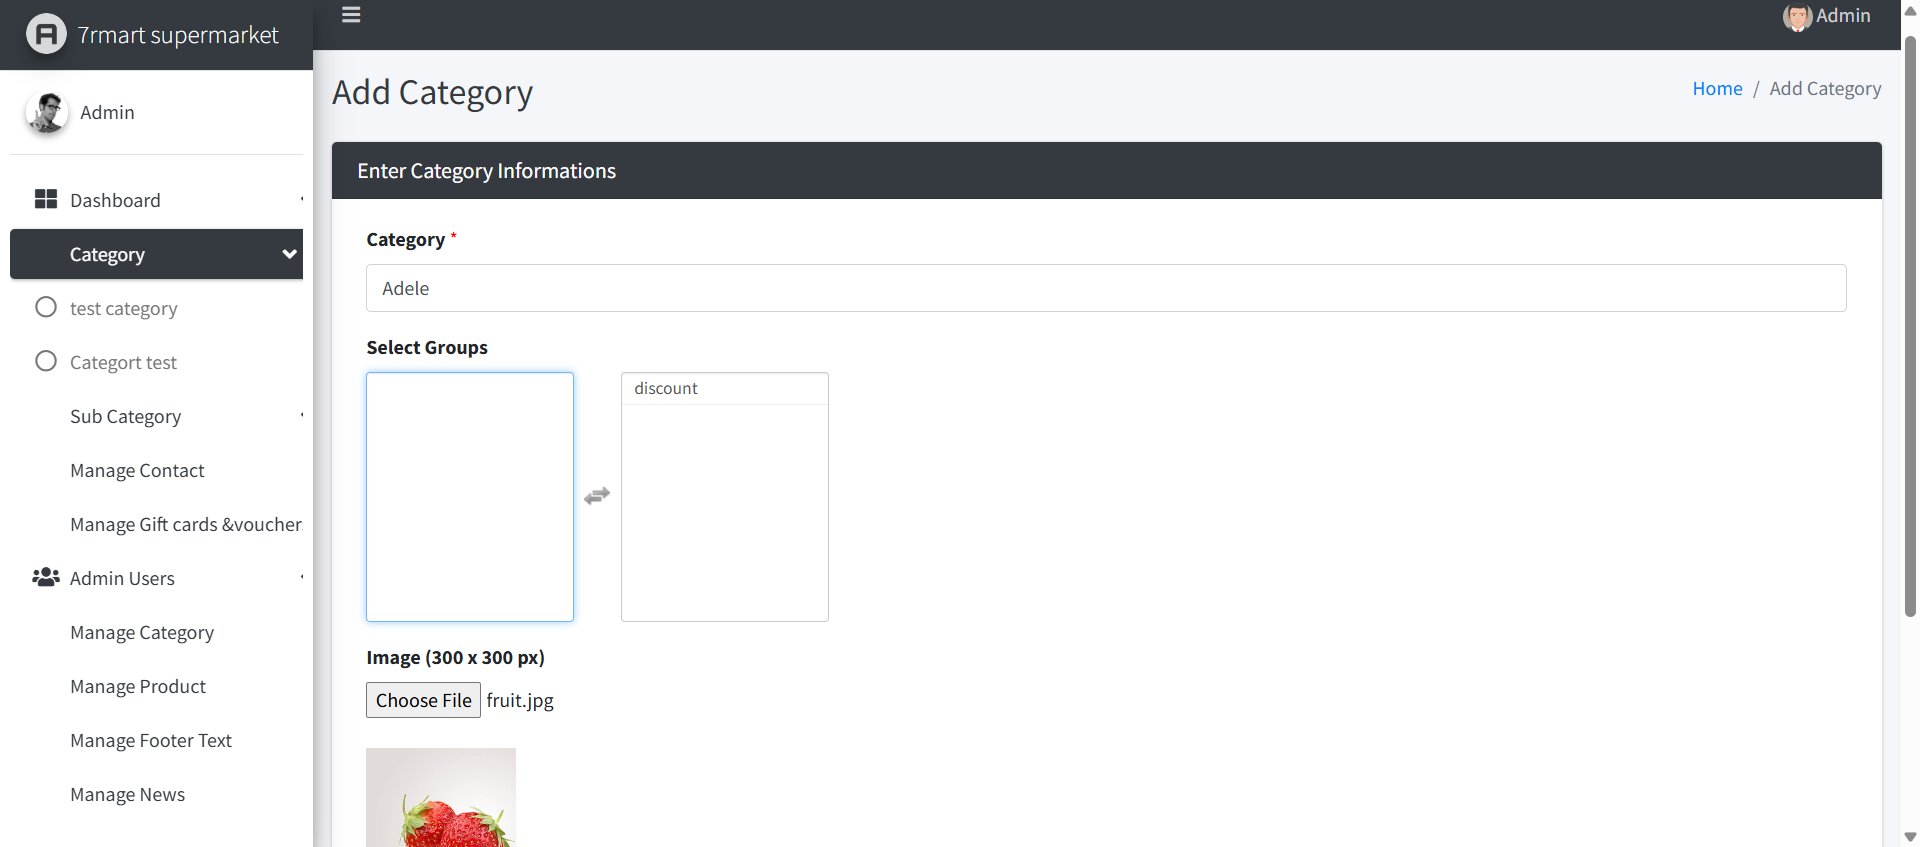 7rmart supermarket
Admin
Admin
Dashboard
Category
test category
Categort test
Sub Category
Manage Contact
Manage Gift cards &voucher
Admin Users
Manage Category
Manage Product
Manage Footer Text
Manage News
Add Category
Home / Add Category
Enter Category Informations
Category *
Adele
Select Groups
discount
Image (300 x 300 px)
Choose File fruit.jpg